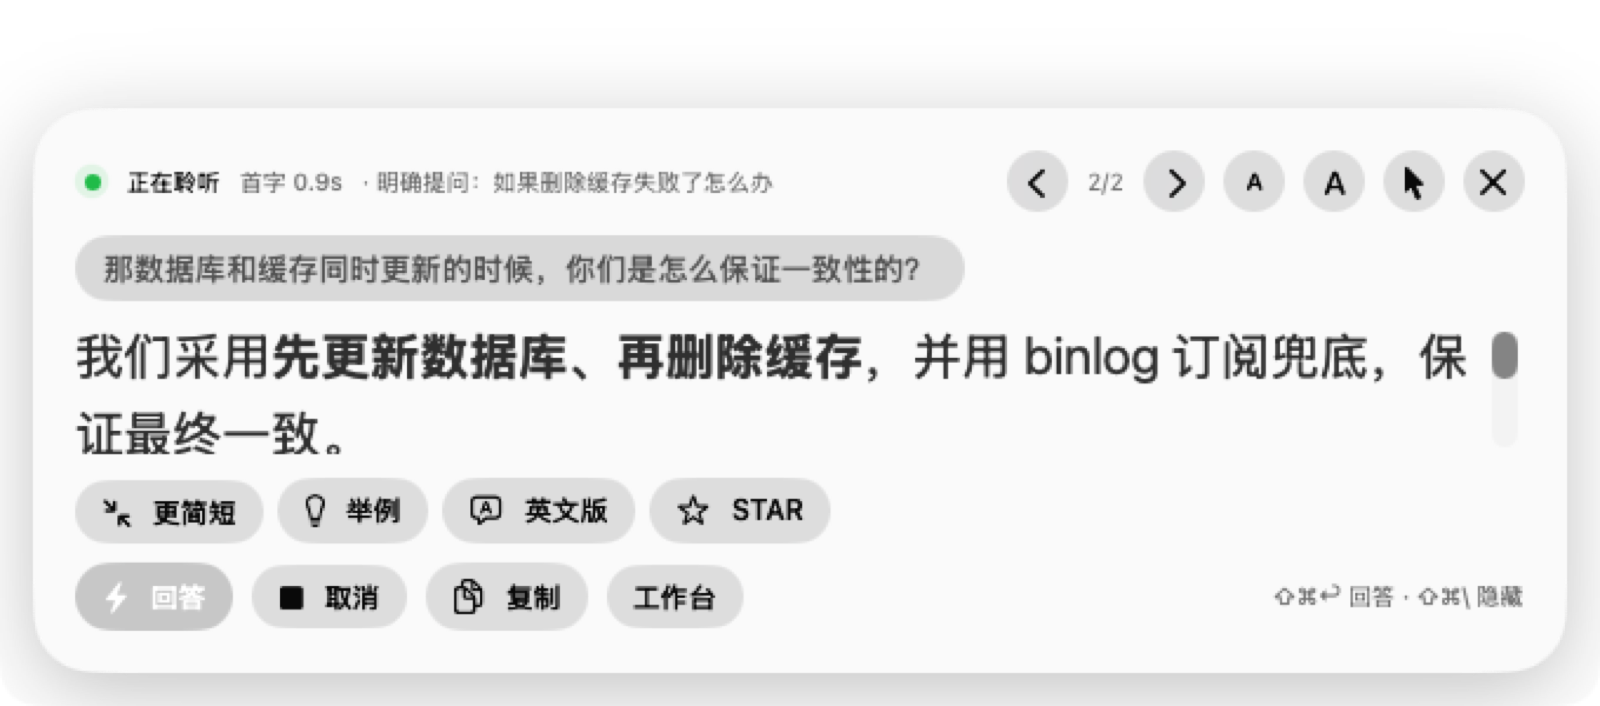 正在聆听 首字 0.9s · 明确提问：如果删除缓存失败了怎么办 2/2 A A
那数据库和缓存同时更新的时候，你们是怎么保证一致性的？
我们采用先更新数据库、再删除缓存，并用 binlog 订阅兜底，保
证最终一致。
更简短 举例 A 英文版 STAR
回答 取消 复制 工作台 ⇧⌘↩ 回答 · ⇧⌘\ 隐藏